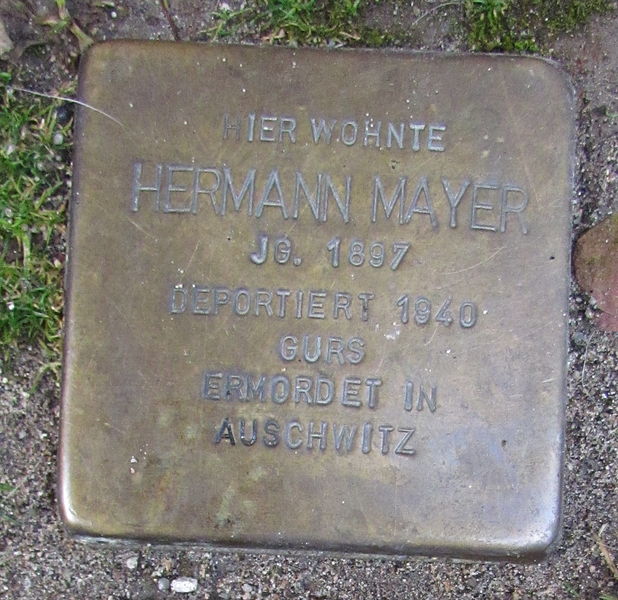 HIER WOHNTE
HERMANN MAYER
JG. 1897
DEPORTIERT 1940
GURS
ERMORDET IN
AUSCHWITZ